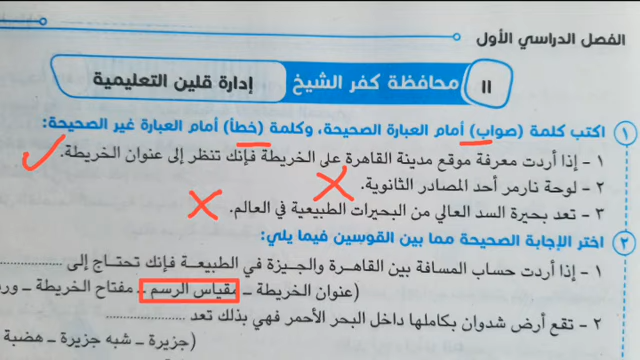 الفصل الدراسي الأول
١١ محافظة كفر الشيخ إدارة قلين التعليمية
١ اكتب كلمة (صواب) أمام العبارة الصحيحة، وكلمة (خطأ) أمام العبارة غير الصحيحة:
١ - إذا أردت معرفة موقع مدينة القاهرة على الخريطة فإنك تنظر إلى عنوان الخريطة.
٢ - لوحة نارمر أحد المصادر الثانوية.
٣ - تعد بحيرة السد العالي من البحيرات الطبيعية في العالم.
٢ اختر الإجابة الصحيحة مما بين القوسين فيما يلي:
١ - إذا أردت حساب المسافة بين القاهرة والجيزة في الطبيعة فإنك تحتاج إلى ..........
(عنوان الخريطة - مقياس الرسم - مفتاح الخريطة -
٢ - تقع أرض شدوان بكاملها داخل البحر الأحمر فهي بذلك تعد ..........
(جزيرة - شبه جزيرة - هضبة